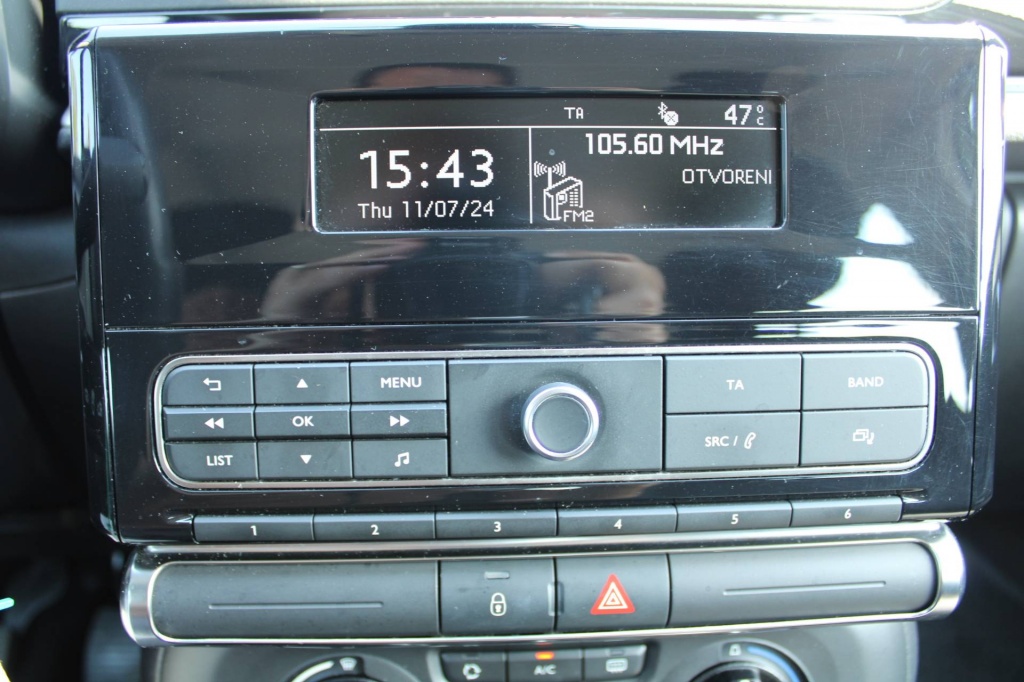 TA 47°C
105.60 MHz
15:43
OTVORENI
Thu 11/07/24
FM2
MENU
TA
BAND
OK
SRC /
LIST
1 2 3 4 5 6
A/C